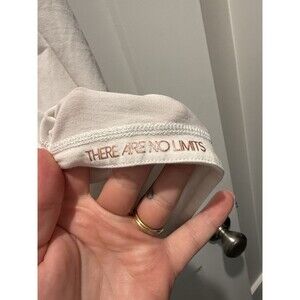 THERE ARE NO LIMITS